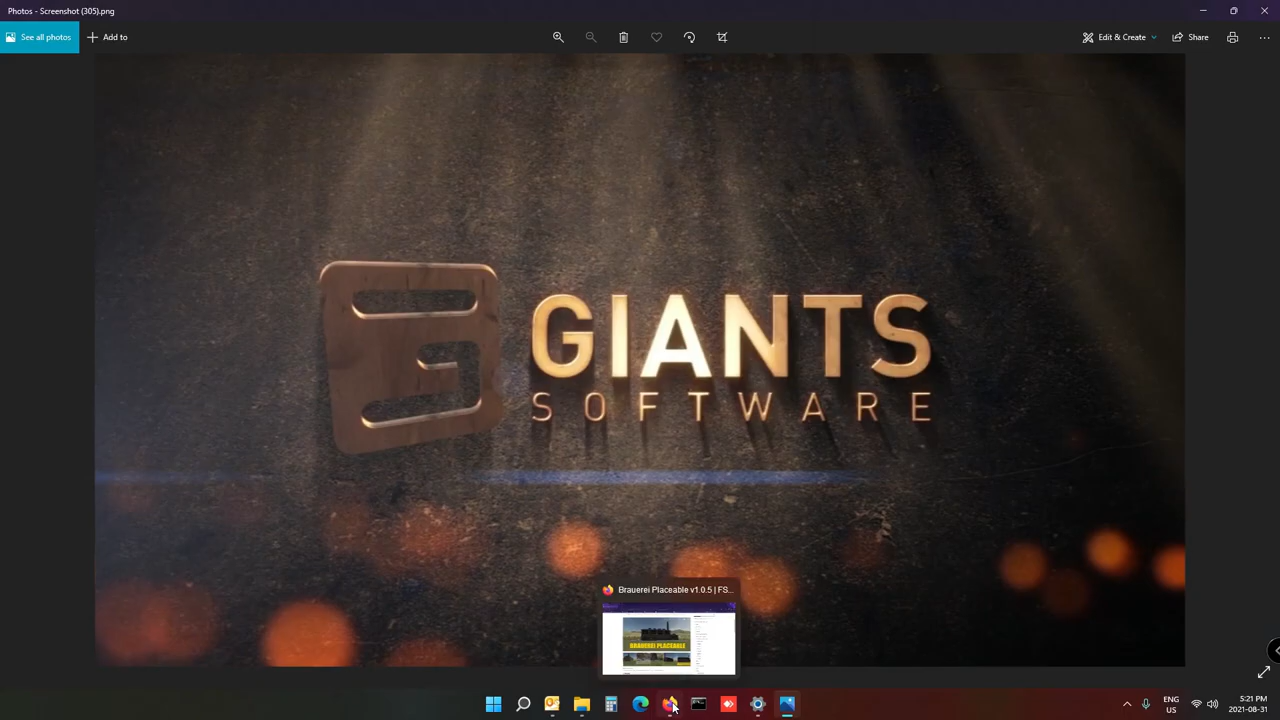 Photos - Screenshot (305).png
See all photos
Add to
Edit & Create
Share
GIANTS
SOFTWARE
Brauerei Placeable v1.0.5 | FS...
BRAUEREI PLACEABLE
ENG
US
5:21 PM
2021-08-31